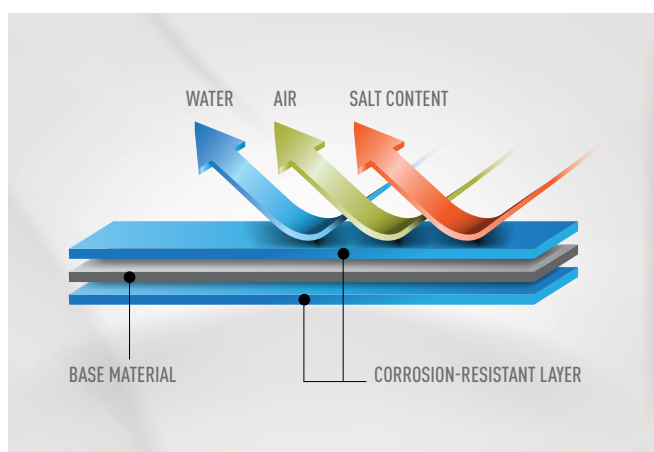 WATER
AIR
SALT CONTENT
BASE MATERIAL
CORROSION-RESISTANT LAYER